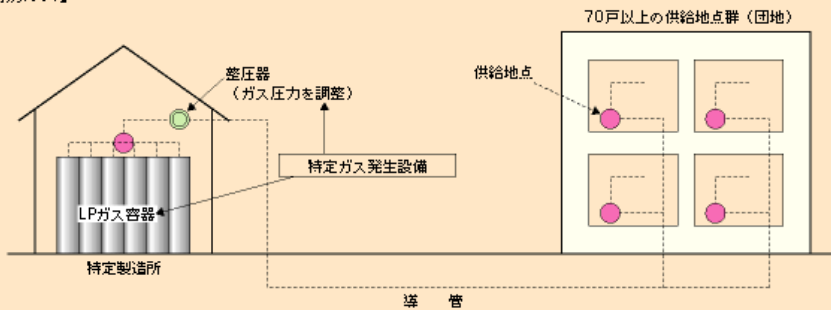 70戸以上の供給地点群（団地）
整圧器
（ガス圧力を調整）
供給地点
特定ガス発生設備
LPガス容器
特定製造所
導　管